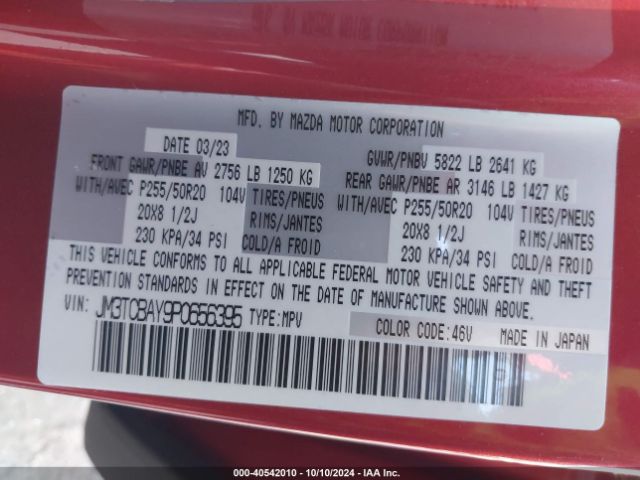 MFD. BY MAZDA MOTOR CORPORATION
DATE 03/23
GVWR/PNBV 5822 LB 2641 KG
FRONT GAWR/PNBE AV 2756 LB 1250 KG
REAR GAWR/PNBE AR 3146 LB 1427 KG
WITH/AVEC P255/50R20 104V TIRES/PNEUS
WITH/AVEC P255/50R20 104V TIRES/PNEUS
20X8 1/2J RIMS/JANTES
20X8 1/2J RIMS/JANTES
230 KPA/34 PSI COLD/A FROID
230 KPA/34 PSI COLD/A FROID
THIS VEHICLE CONFORMS TO ALL APPLICABLE FEDERAL MOTOR VEHICLE SAFETY AND THEFT
PREVENTION STANDARDS IN EFFECT ON THE DATE OF MANUFACTURE SHOWN ABOVE.
VIN: JM3TCBAY9P0656395 TYPE:MPV
COLOR CODE:46V MADE IN JAPAN
000-40542010 - 10/10/2024 - IAA Inc.